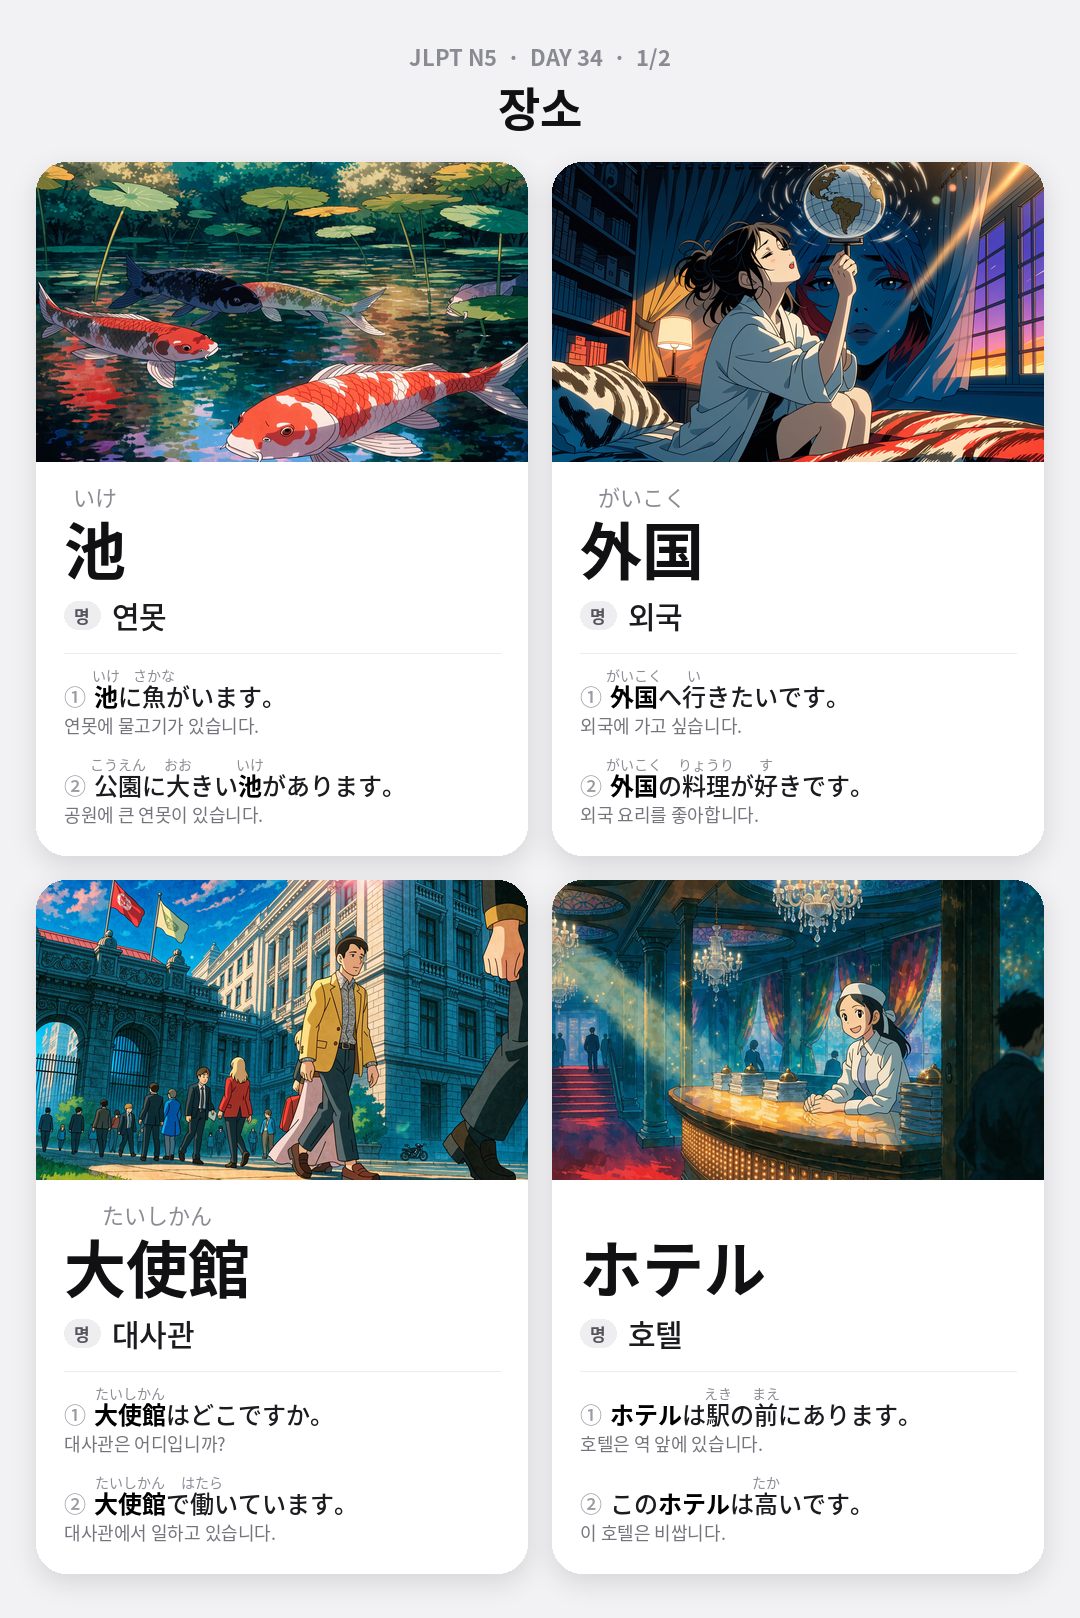 JLPT N5 · DAY 34 · 1/2
장소
いけ
池
명 연못
いけ さかな
① 池に魚がいます。
연못에 물고기가 있습니다.
こうえん おお いけ
② 公園に大きい池があります。
공원에 큰 연못이 있습니다.
がいこく
外国
명 외국
がいこく い
① 外国へ行きたいです。
외국에 가고 싶습니다.
がいこく りょうり す
② 外国の料理が好きです。
외국 요리를 좋아합니다.
たいしかん
大使館
명 대사관
たいしかん
① 大使館はどこですか。
대사관은 어디입니까?
たいしかん はたら
② 大使館で働いています。
대사관에서 일하고 있습니다.
ホテル
명 호텔
えき まえ
① ホテルは駅の前にあります。
호텔은 역 앞에 있습니다.
たか
② このホテルは高いです。
이 호텔은 비쌉니다.